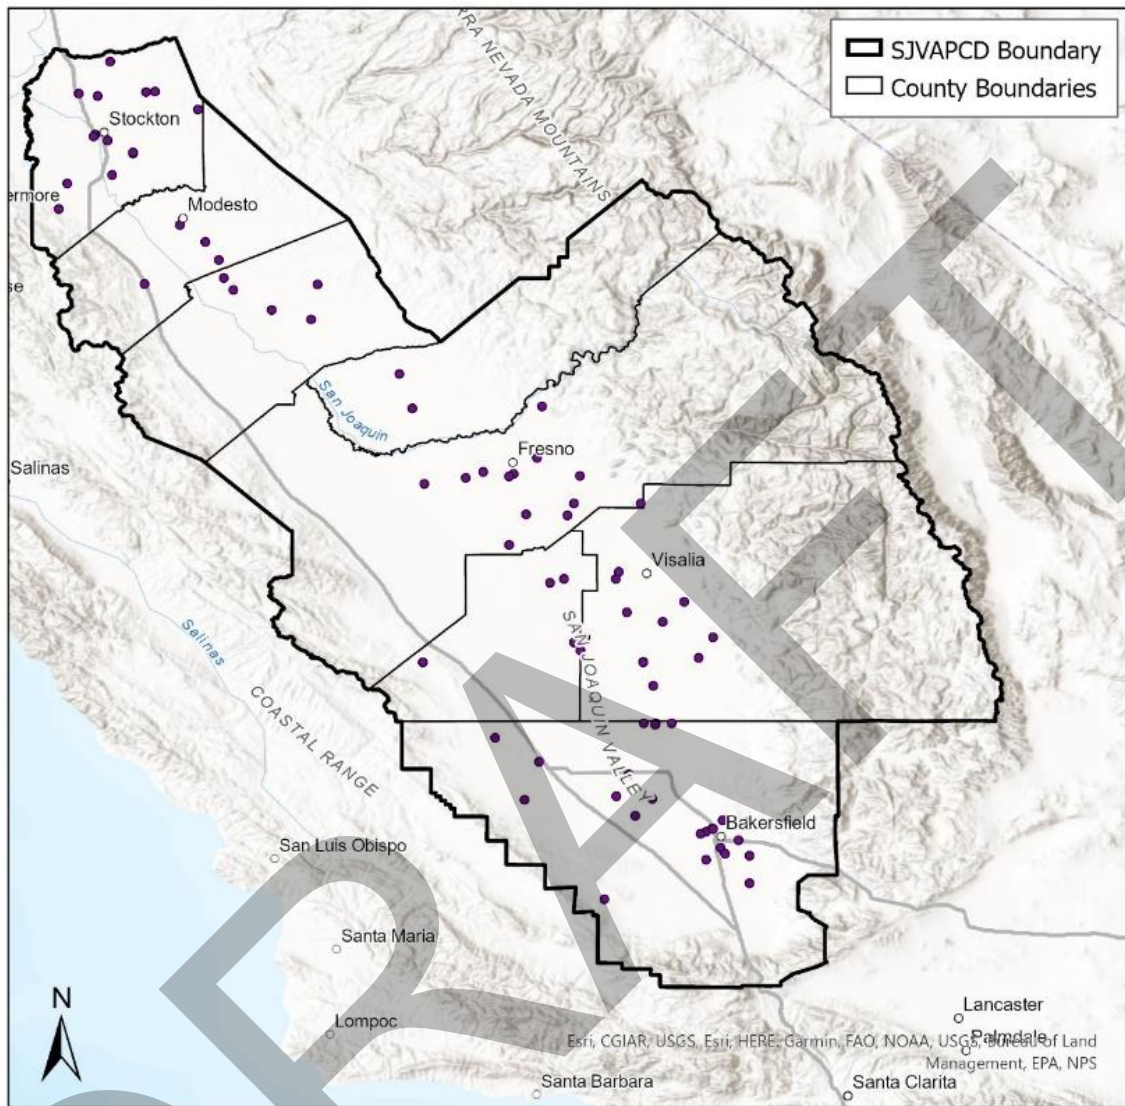 SJVAPCD Boundary
County Boundaries
RRA NEVADA MOUNTAINS
Stockton
ermore
Modesto
se
San Joaquin
Fresno
Salinas
Visalia
Salinas
SAN JOAQUIN VALLEY
COASTAL RANGE
Bakersfield
San Luis Obispo
Santa Maria
N
Lompoc
Lancaster
Palmdale
Esri, CGIAR, USGS, Esri, HERE, Garmin, FAO, NOAA, USGS, Bureau of Land
Management, EPA, NPS
Santa Barbara
Santa Clarita
DRAFT